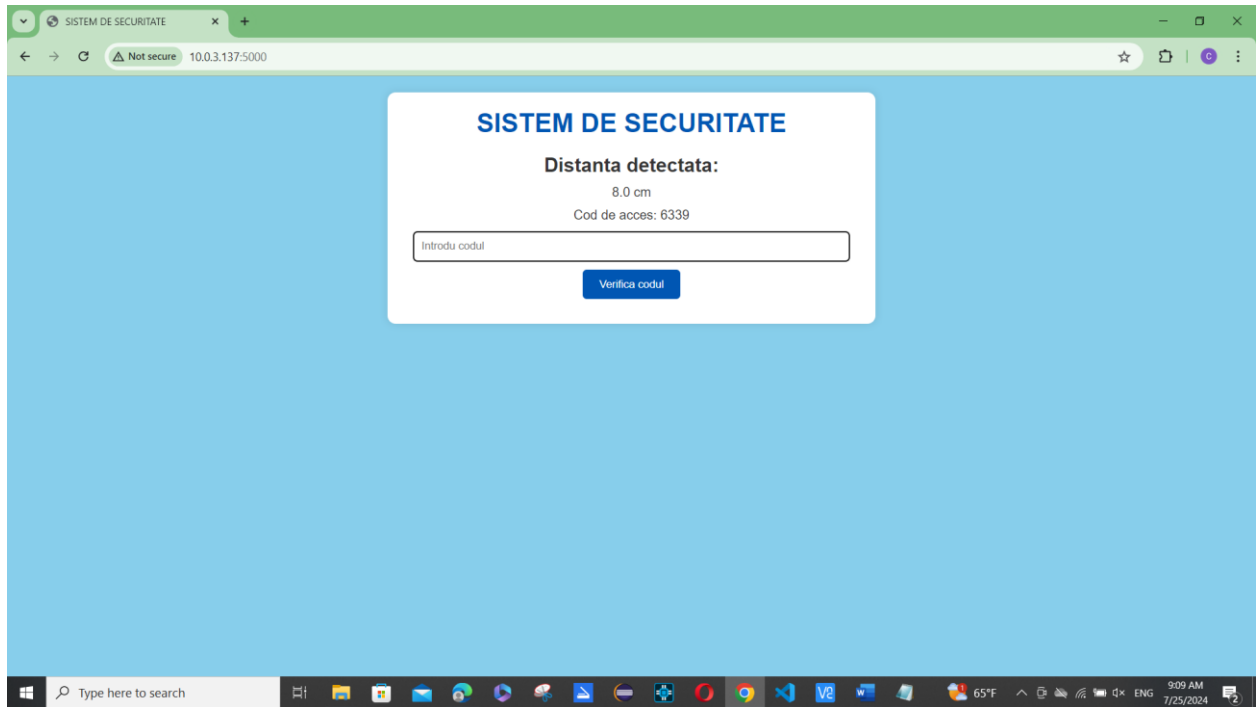 SISTEM DE SECURITATE
Not secure 10.0.3.137:5000
SISTEM DE SECURITATE
Distanta detectata:
8.0 cm
Cod de acces: 6339
Introdu codul
Verifica codul
Type here to search
65°F
ENG
9:09 AM
7/25/2024